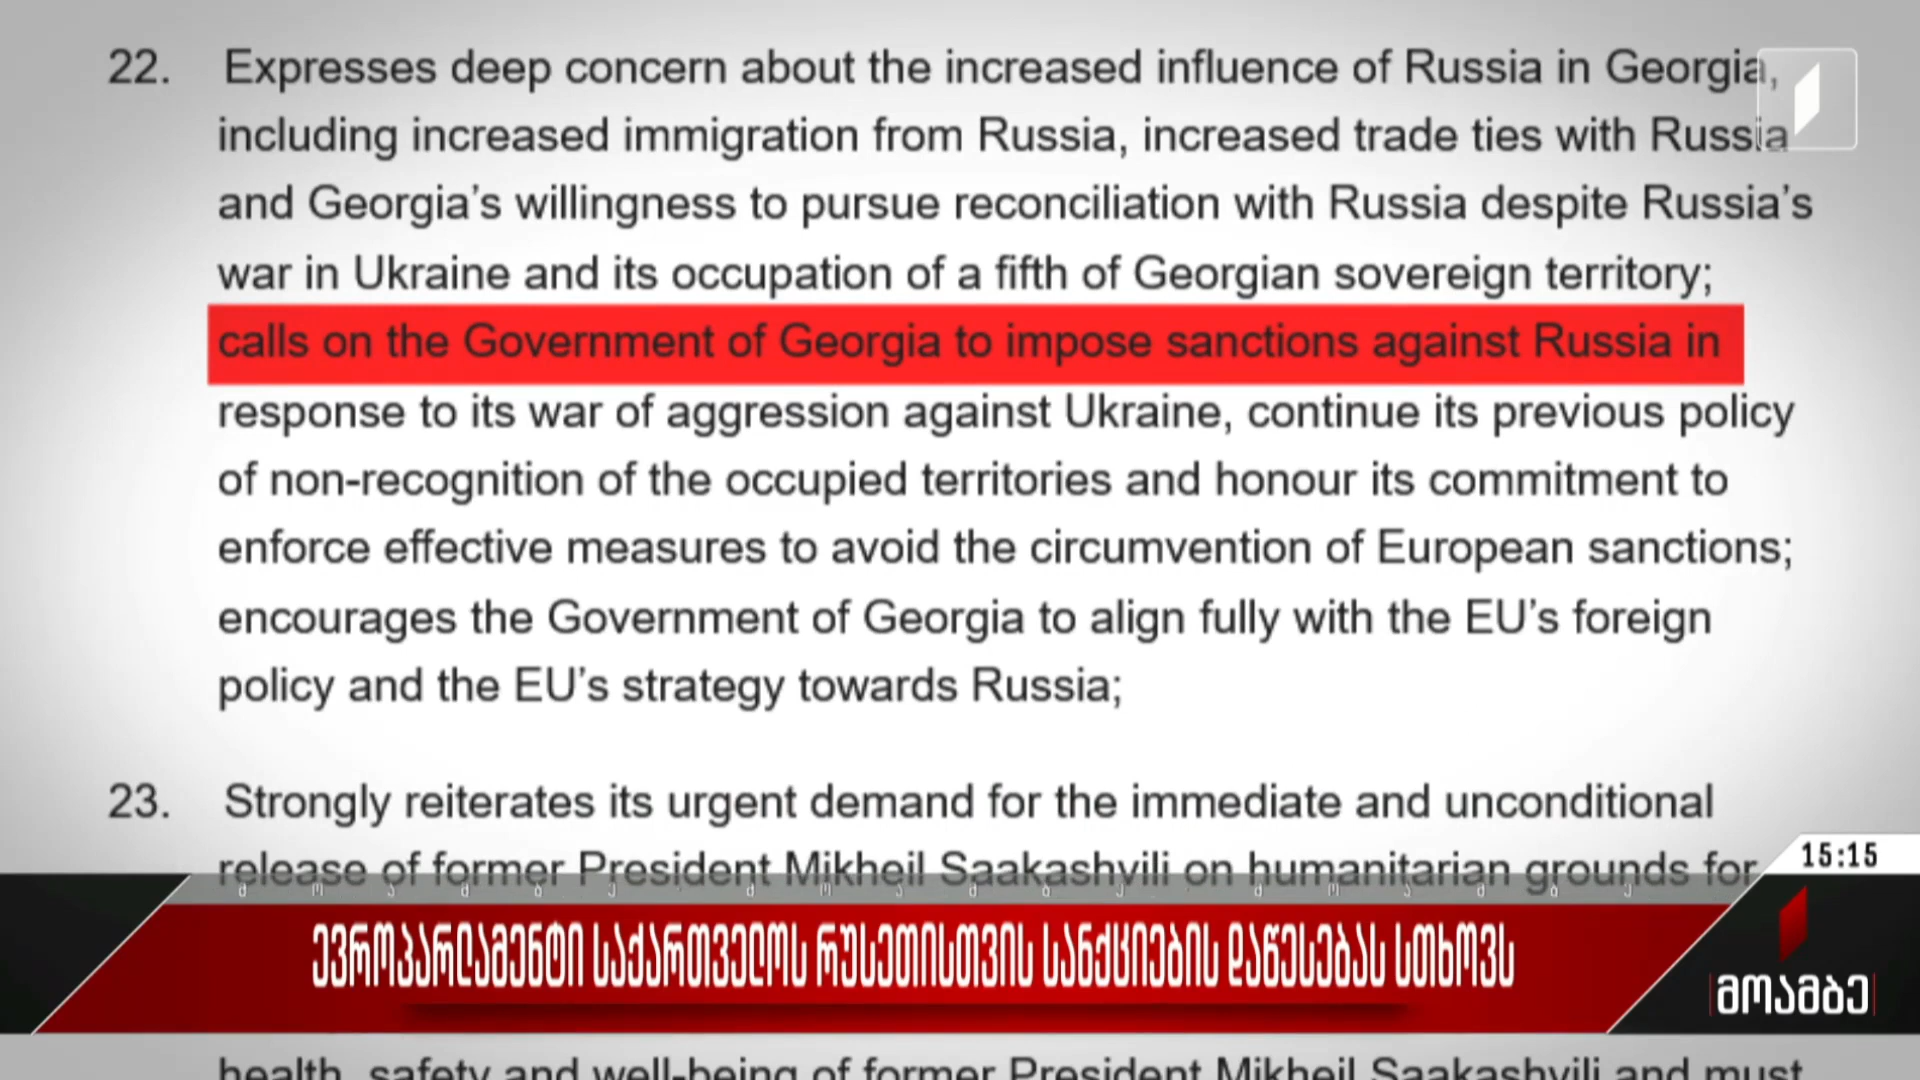 22. Expresses deep concern about the increased influence of Russia in Georgia,
including increased immigration from Russia, increased trade ties with Russia
and Georgia’s willingness to pursue reconciliation with Russia despite Russia’s
war in Ukraine and its occupation of a fifth of Georgian sovereign territory;
calls on the Government of Georgia to impose sanctions against Russia in
response to its war of aggression against Ukraine, continue its previous policy
of non-recognition of the occupied territories and honour its commitment to
enforce effective measures to avoid the circumvention of European sanctions;
encourages the Government of Georgia to align fully with the EU’s foreign
policy and the EU’s strategy towards Russia;
23. Strongly reiterates its urgent demand for the immediate and unconditional
release of former President Mikheil Saakashvili on humanitarian grounds for
15:15
მოამბე · მოამბე · მოამბე
ევროპარლამენტი საქართველოს რუსეთისთვის სანქციების დაწესებას სთხოვს
მოამბე
health, safety and well-being of former President Mikheil Saakashvili and must